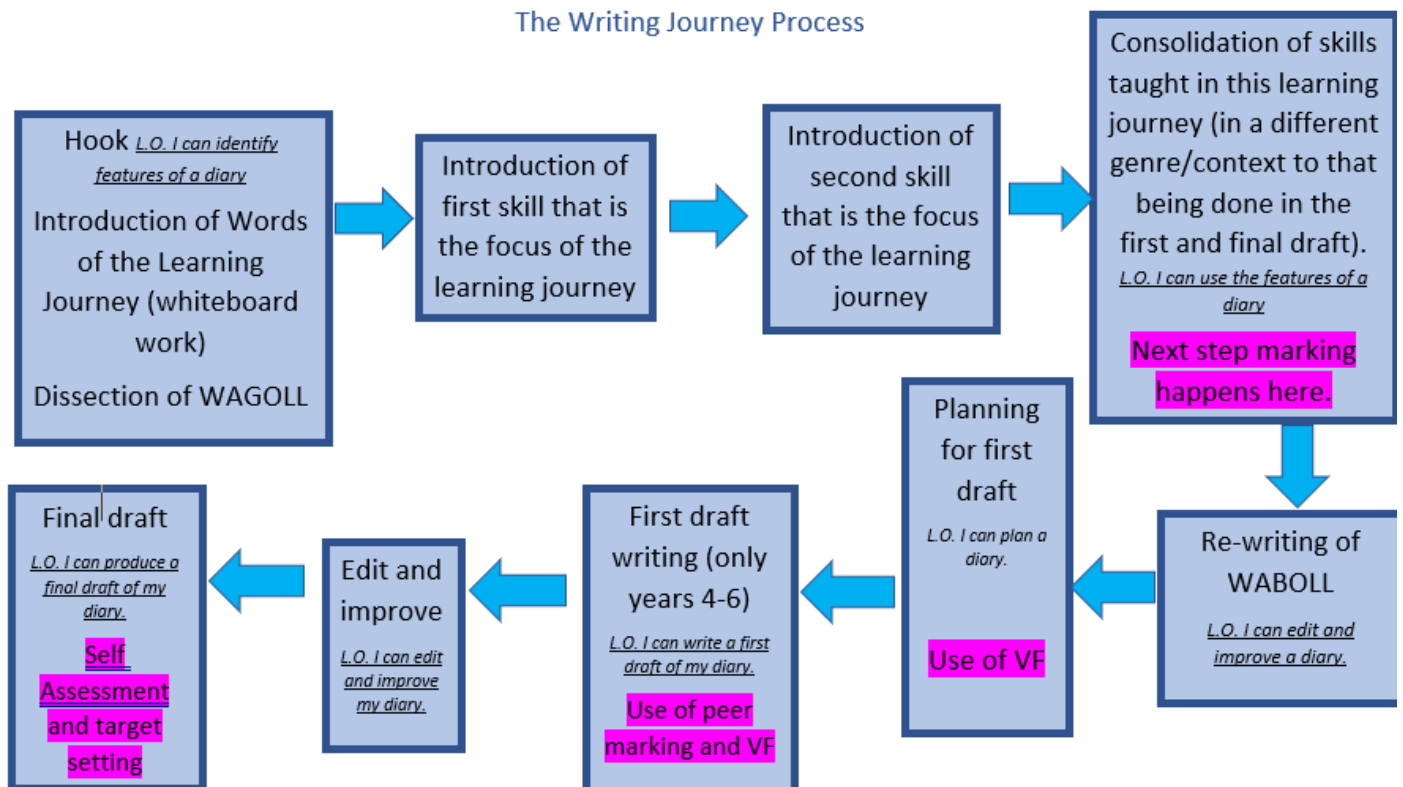 The Writing Journey Process
Hook L.O. I can identify
features of a diary
Introduction of Words
of the Learning
Journey (whiteboard
work)
Dissection of WAGOLL
Introduction of
first skill that is
the focus of the
learning journey
Introduction of
second skill
that is the focus
of the learning
journey
Consolidation of skills
taught in this learning
journey (in a different
genre/context to that
being done in the
first and final draft).
L.O. I can use the features of a
diary
Next step marking
happens here.
Re-writing of
WABOLL
L.O. I can edit and
improve a diary.
Planning
for first
draft
L.O. I can plan a
diary.
Use of VF
First draft
writing (only
years 4-6)
L.O. I can write a first
draft of my diary.
Use of peer
marking and VF
Edit and
improve
L.O. I can edit
and improve
my diary.
Final draft
L.O. I can produce a
final draft of my
diary.
Self
Assessment
and target
setting